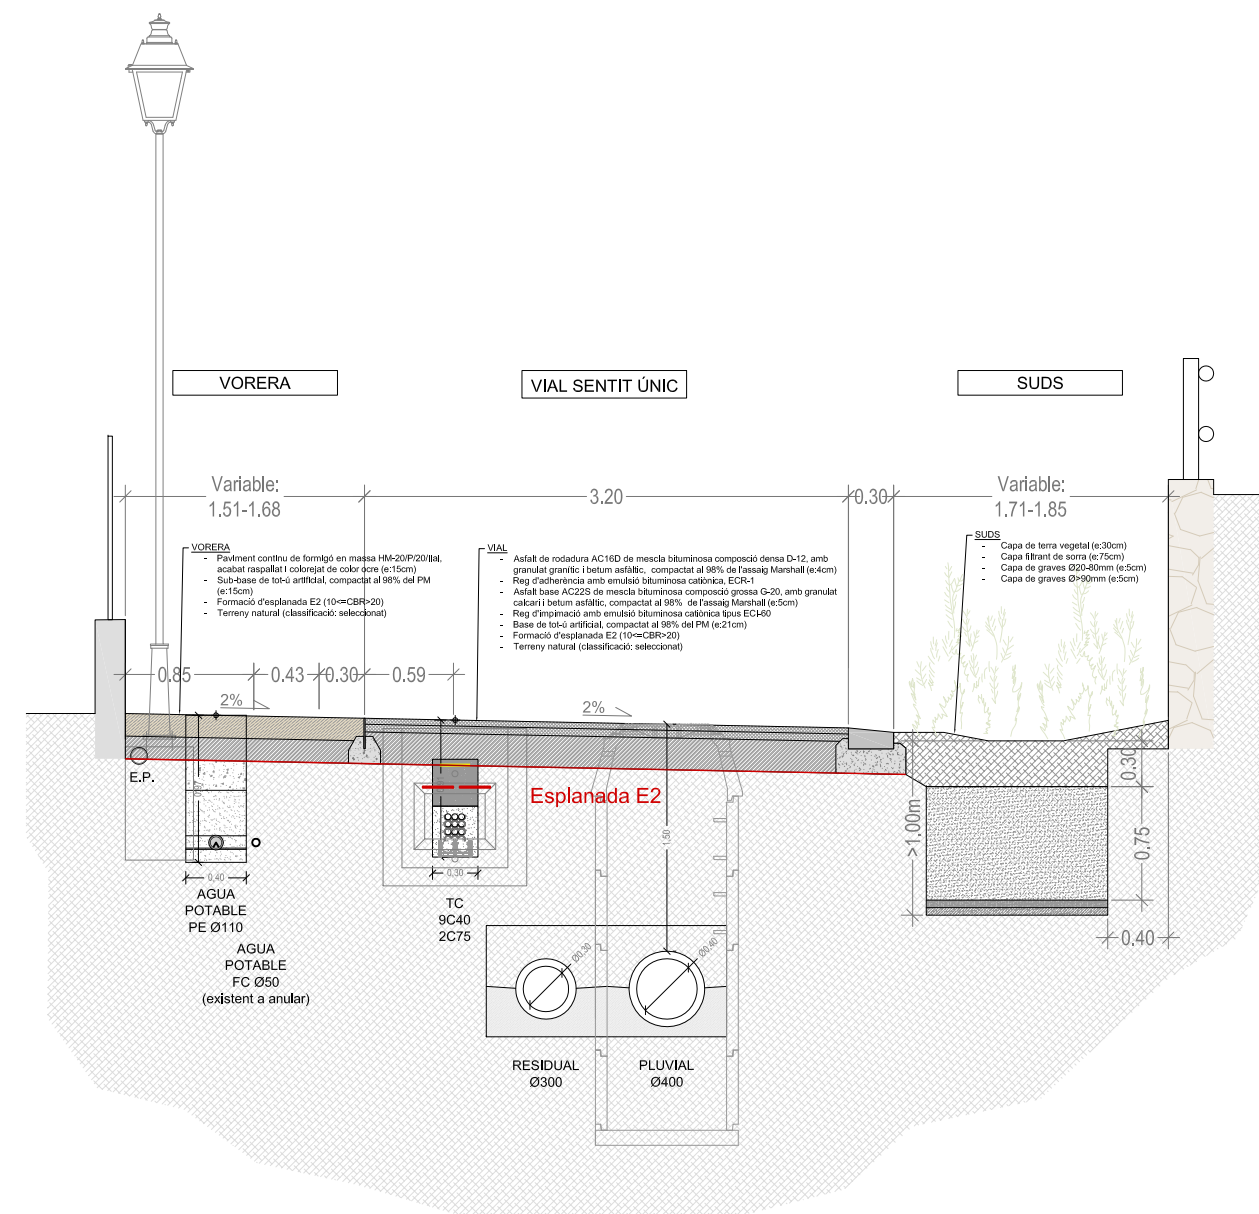 VORERA
VIAL SENTIT ÚNIC
SUDS
Variable:
1.51-1.68
3.20
0.30
Variable:
1.71-1.85
VORERA
- Paviment continu de formigó en massa HM-20/P/20/IIaI,
acabat raspallat i colorejat de color ocre (e:15cm)
- Sub-base de tot-ú artificial, compactat al 98% del PM
(e:15cm)
- Formació d'esplanada E2 (10<=CBR>20)
- Terreny natural (classificació: seleccionat)
VIAL
- Asfalt de rodadura AC16D de mescla bituminosa composició densa D-12, amb
granulat granític i betum asfàltic, compactat al 98% de l'assaig Marshall (e:4cm)
- Reg d'adherència amb emulsió bituminosa catiònica, ECR-1
- Asfalt base AC22S de mescla bituminosa composició grossa G-20, amb granulat
calcari i betum asfàltic, compactat al 98% de l'assaig Marshall (e:5cm)
- Reg d'impimació amb emulsió bituminosa catiònica tipus ECI-60
- Base de tot-ú artificial, compactat al 98% del PM (e:21cm)
- Formació d'esplanada E2 (10<=CBR>20)
- Terreny natural (classificació: seleccionat)
SUDS
- Capa de terra vegetal (e:30cm)
- Capa filtrant de sorra (e:75cm)
- Capa de graves Ø20-80mm (e:5cm)
- Capa de graves Ø>90mm (e:5cm)
0.85
0.43
0.30
0.59
2%
2%
E.P.
Esplanada E2
0.30
>1.00m
0.75
0.40
1.50
0,40
0,30
AGUA
POTABLE
PE Ø110
AGUA
POTABLE
FC Ø50
(existent a anular)
TC
9C40
2C75
Ø0.30
Ø0.40
RESIDUAL
Ø300
PLUVIAL
Ø400